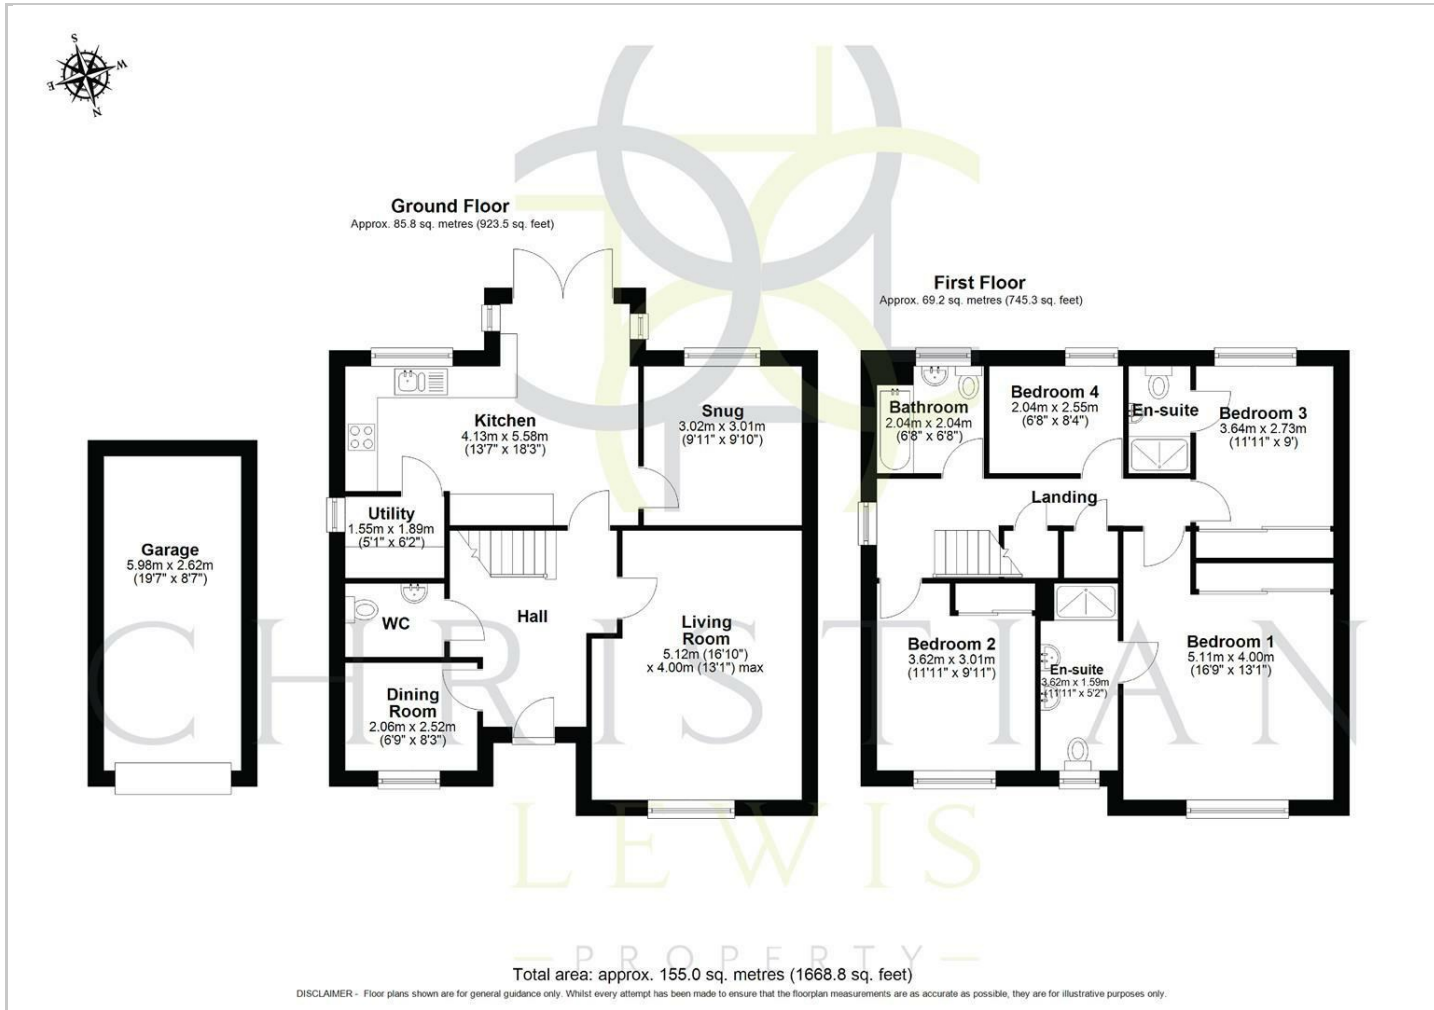 S
W
E
N
Ground Floor
Approx. 85.8 sq. metres (923.5 sq. feet)
First Floor
Approx. 69.2 sq. metres (745.3 sq. feet)
Garage
5.98m x 2.62m
(19'7" x 8'7")
Kitchen
4.13m x 5.58m
(13'7" x 18'3")
Snug
3.02m x 3.01m
(9'11" x 9'10")
Utility
1.55m x 1.89m
(5'1" x 6'2")
WC
Hall
Living
Room
5.12m (16'10")
x 4.00m (13'1") max
Dining
Room
2.06m x 2.52m
(6'9" x 8'3")
Bathroom
2.04m x 2.04m
(6'8" x 6'8")
Bedroom 4
2.04m x 2.55m
(6'8" x 8'4")
En-suite
Bedroom 3
3.64m x 2.73m
(11'11" x 9')
Landing
Bedroom 2
3.62m x 3.01m
(11'11" x 9'11")
En-suite
3.62m x 1.59m
(11'11" x 5'2")
Bedroom 1
5.11m x 4.00m
(16'9" x 13'1")
CHRISTIAN
LEWIS
PROPERTY
Total area: approx. 155.0 sq. metres (1668.8 sq. feet)
DISCLAIMER - Floor plans shown are for general guidance only. Whilst every attempt has been made to ensure that the floorplan measurements are as accurate as possible, they are for illustrative purposes only.